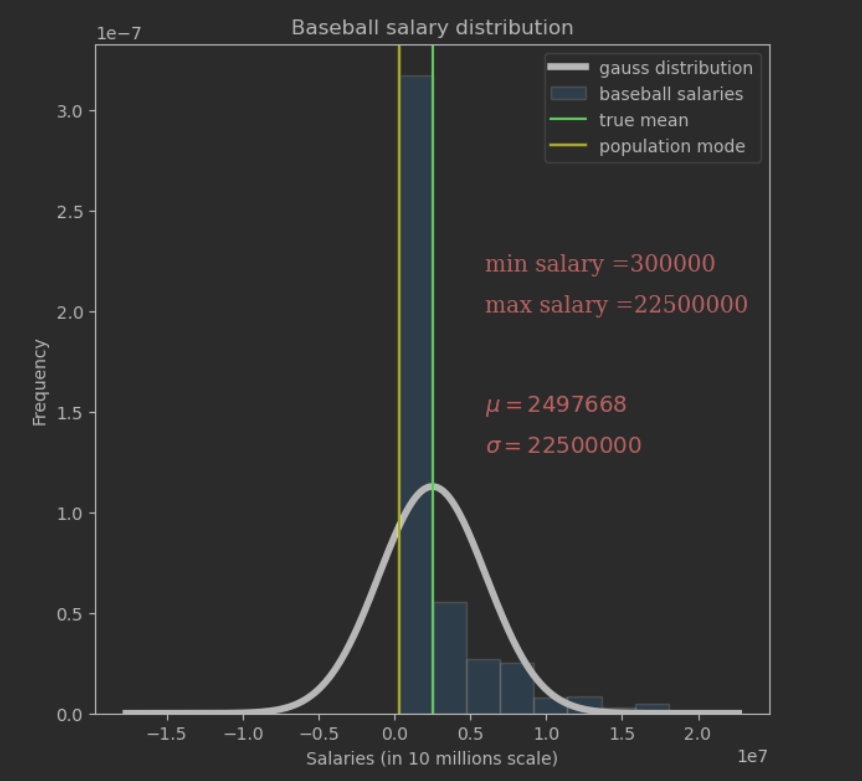 Baseball salary distribution
1e−7
gauss distribution
baseball salaries
true mean
population mode
3.0
2.5
2.0
1.5
1.0
0.5
0.0
Frequency
min salary =300000
max salary =22500000
μ = 2497668
σ = 22500000
−1.5 −1.0 −0.5 0.0 0.5 1.0 1.5 2.0
Salaries (in 10 millions scale)
1e7